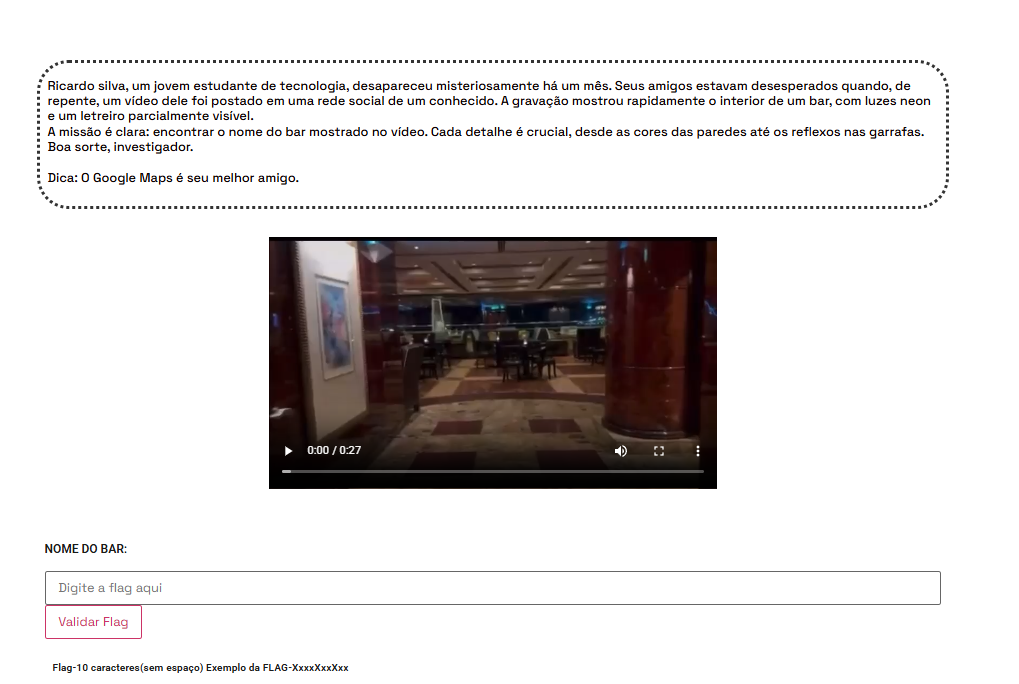 Ricardo silva, um jovem estudante de tecnologia, desapareceu misteriosamente há um mês. Seus amigos estavam desesperados quando, de
repente, um vídeo dele foi postado em uma rede social de um conhecido. A gravação mostrou rapidamente o interior de um bar, com luzes neon
e um letreiro parcialmente visível.
A missão é clara: encontrar o nome do bar mostrado no vídeo. Cada detalhe é crucial, desde as cores das paredes até os reflexos nas garrafas.
Boa sorte, investigador.
Dica: O Google Maps é seu melhor amigo.
0:00 / 0:27
NOME DO BAR:
Digite a flag aqui
Validar Flag
Flag-10 caracteres(sem espaço) Exemplo da FLAG-XxxxXxxXxx